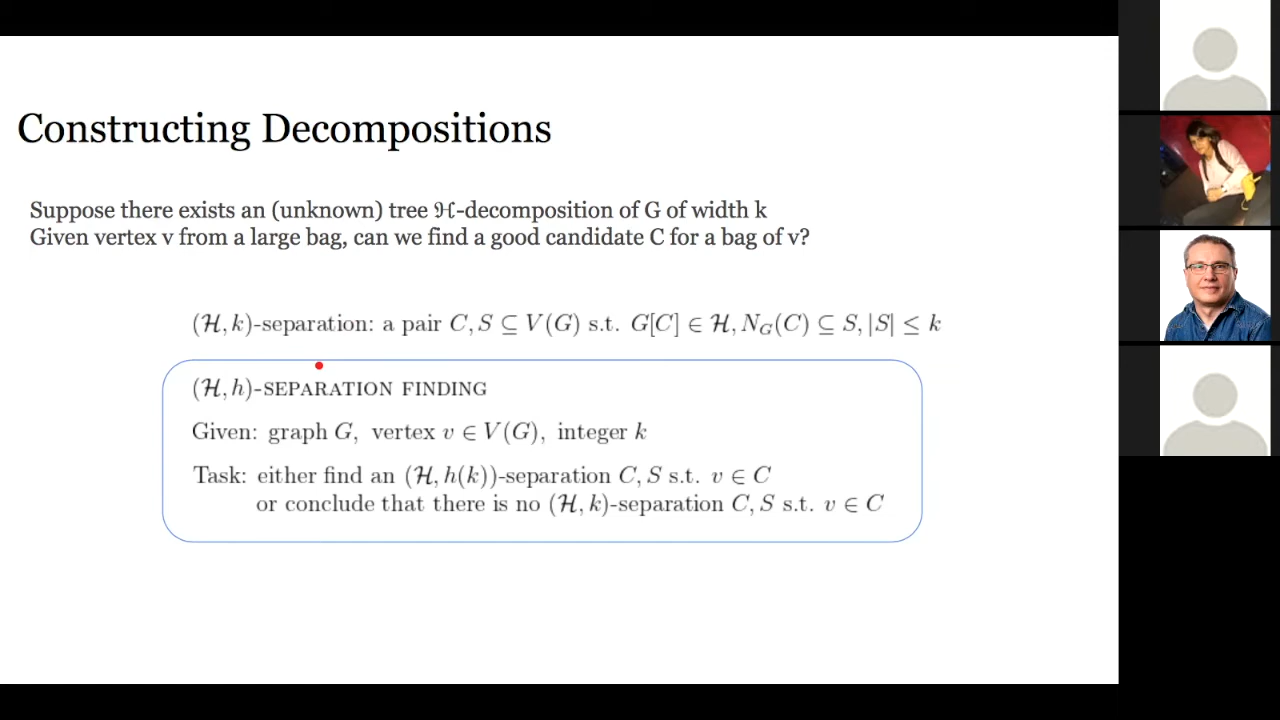 Constructing Decompositions
Suppose there exists an (unknown) tree ℋ-decomposition of G of width k
Given vertex v from a large bag, can we find a good candidate C for a bag of v?
(ℋ, k)-separation: a pair C, S ⊆ V(G) s.t. G[C] ∈ ℋ, N_G(C) ⊆ S, |S| ≤ k
(ℋ, h)-SEPARATION FINDING
Given: graph G, vertex v ∈ V(G), integer k
Task: either find an (ℋ, h(k))-separation C, S s.t. v ∈ C
or conclude that there is no (ℋ, k)-separation C, S s.t. v ∈ C